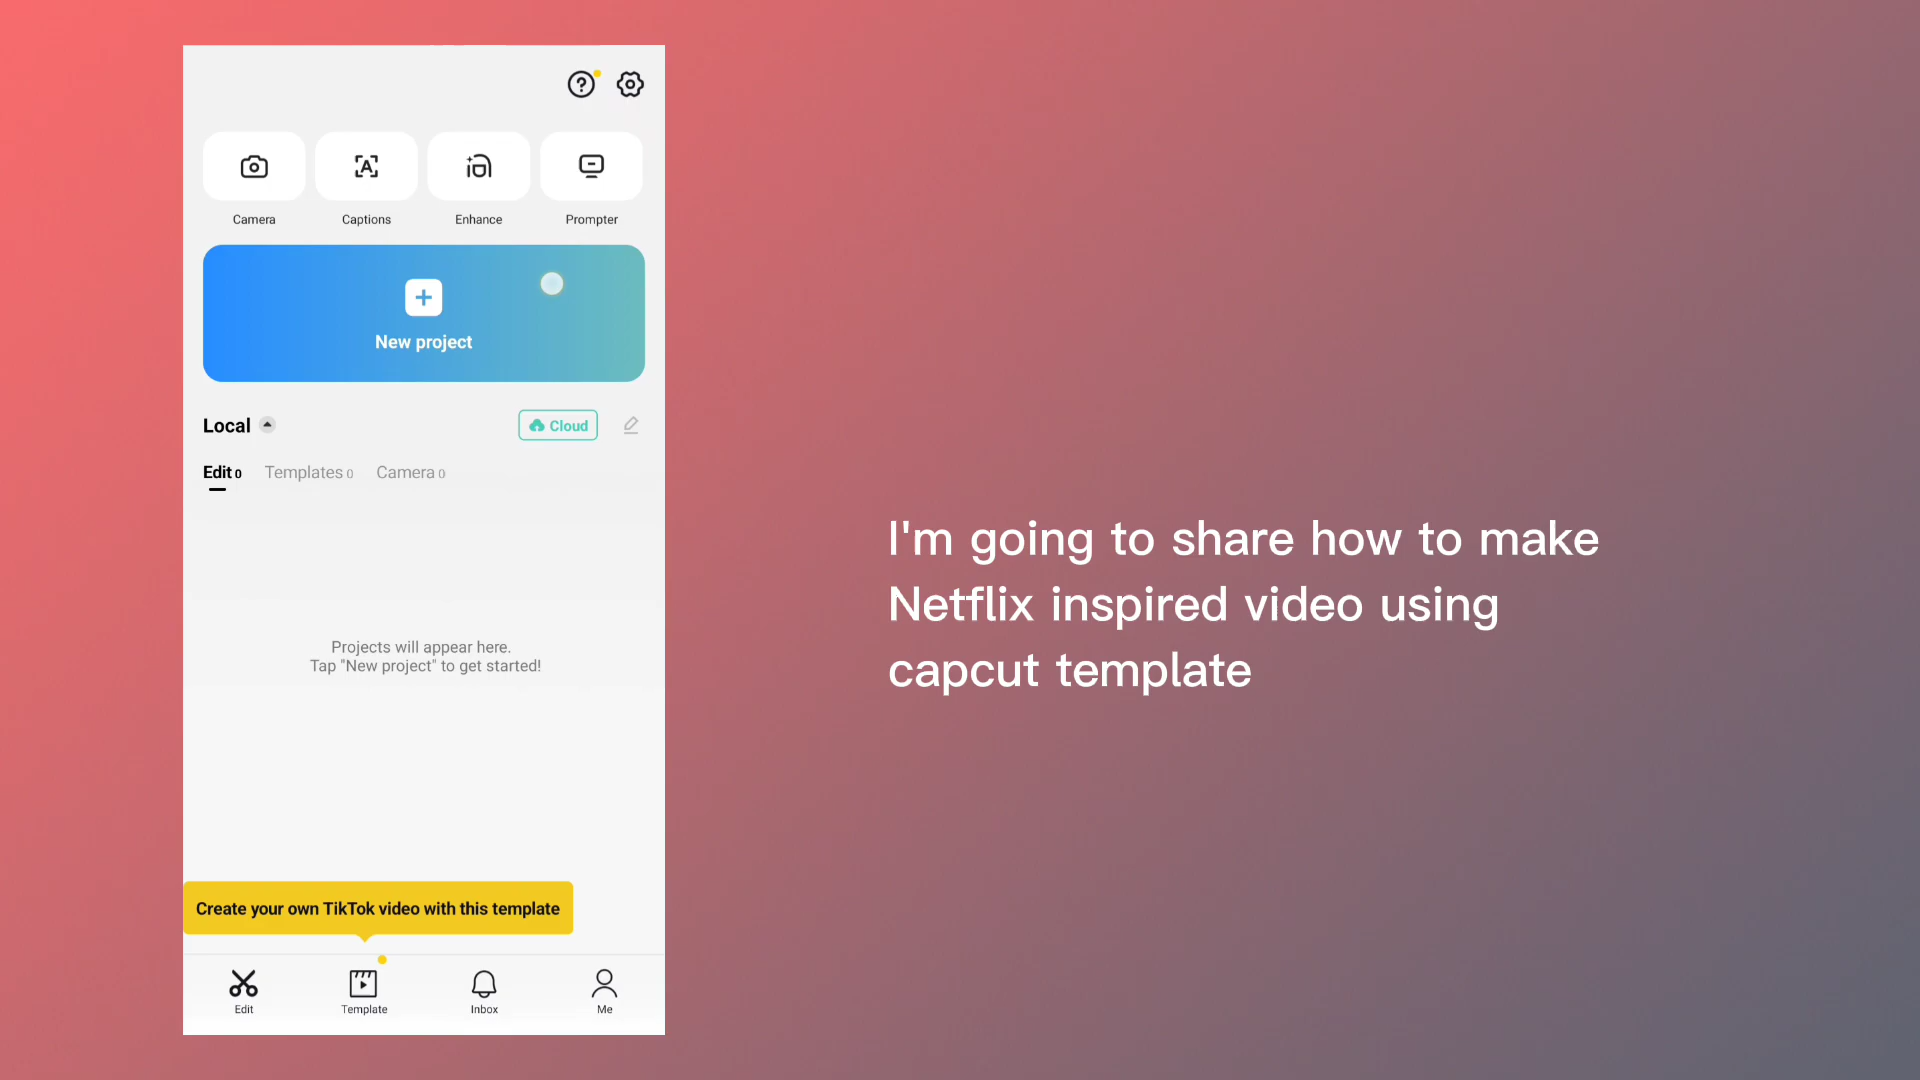 Camera
Captions
Enhance
Prompter
New project
Local
Cloud
Edit 0
Templates 0
Camera 0
Projects will appear here.
Tap "New project" to get started!
Create your own TikTok video with this template
Edit
Template
Inbox
Me
I'm going to share how to make
Netflix inspired video using
capcut template